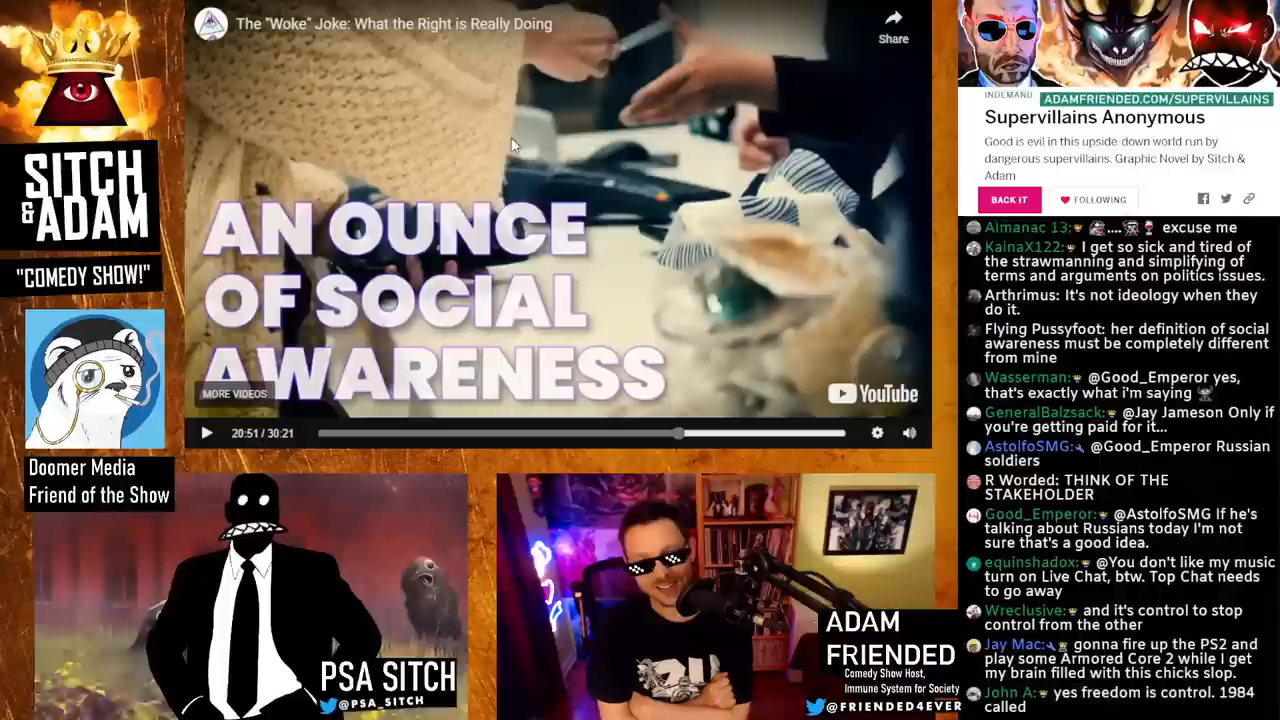 The "Woke" Joke: What the Right is Really Doing
Share
AN OUNCE
OF SOCIAL
AWARENESS
MORE VIDEOS
YouTube
20:51 / 30:21
SITCH
& ADAM
"COMEDY SHOW!"
Doomer Media
Friend of the Show
PSA SITCH
@PSA_SITCH
ADAM
FRIENDED
Comedy Show Host,
Immune System for Society
@FRIENDED4EVER
INDEMAND
ADAMFRIENDED.COM/SUPERVILLAINS
Supervillains Anonymous
Good is evil in this upside-down world run by
dangerous supervillains. Graphic Novel by Sitch &
Adam
BACK IT
FOLLOWING
Almanac 13: .... excuse me
KainaX122: I get so sick and tired of
the strawmanning and simplifying of
terms and arguments on politics issues.
Arthrimus: It's not ideology when they
do it.
Flying Pussyfoot: her definition of social
awareness must be completely different
from mine
Wasserman: @Good_Emperor yes,
that's exactly what i'm saying
GeneralBalzsack: @Jay Jameson Only if
you're getting paid for it...
AstolfoSMG: @Good_Emperor Russian
soldiers
R Worded: THINK OF THE
STAKEHOLDER
Good_Emperor: @AstolfoSMG If he's
talking about Russians today I'm not
sure that's a good idea.
equinshadox: @You don't like my music
turn on Live Chat, btw. Top Chat needs
to go away
Wreclusive: and it's control to stop
control from the other
Jay Mac: gonna fire up the PS2 and
play some Armored Core 2 while I get
my brain filled with this chicks slop.
John A: yes freedom is control. 1984
called